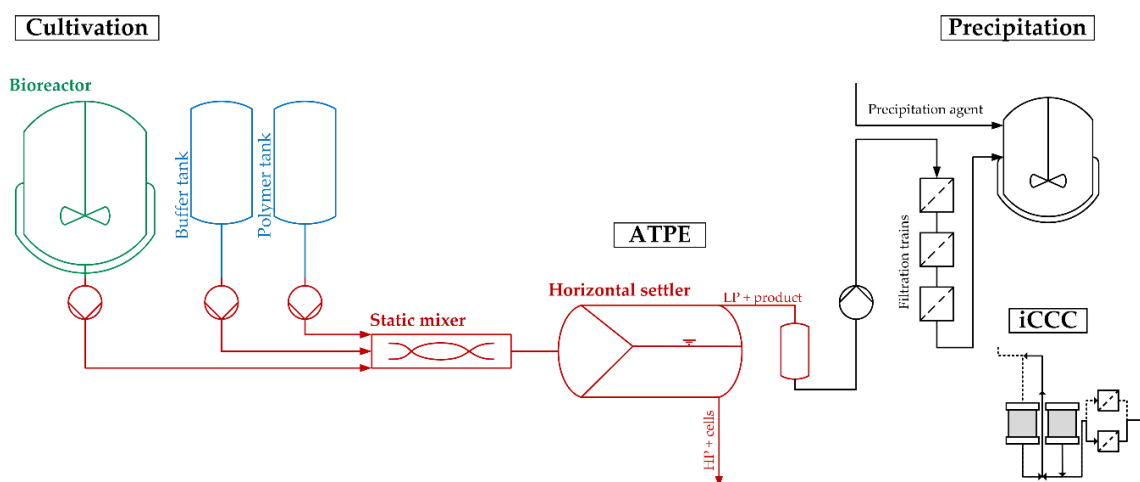 Cultivation
Precipitation
Bioreactor
Buffer tank
Polymer tank
Precipitation agent
ATPE
Filtration trains
Horizontal settler
LP + product
Static mixer
iCCC
HP + cells